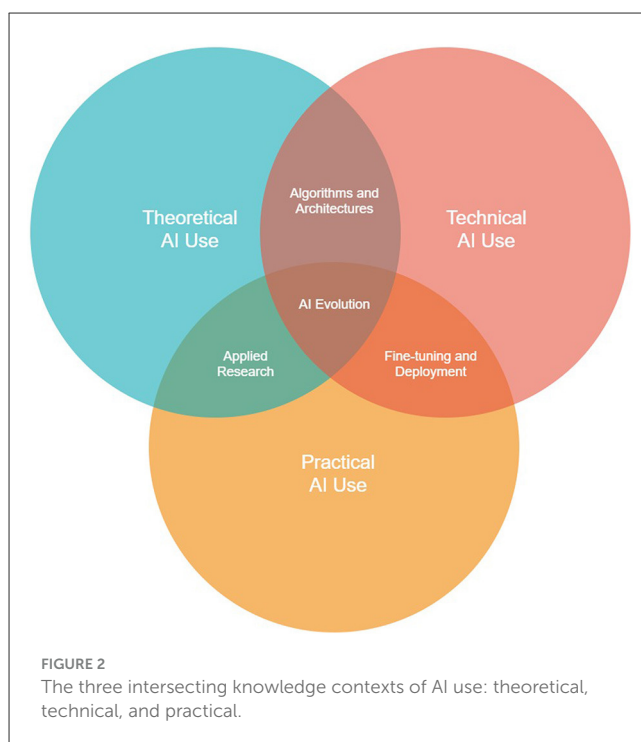 Algorithms and
Architectures
Theoretical
AI Use
Technical
AI Use
AI Evolution
Applied
Research
Fine-tuning and
Deployment
Practical
AI Use
FIGURE 2
The three intersecting knowledge contexts of AI use: theoretical,
technical, and practical.